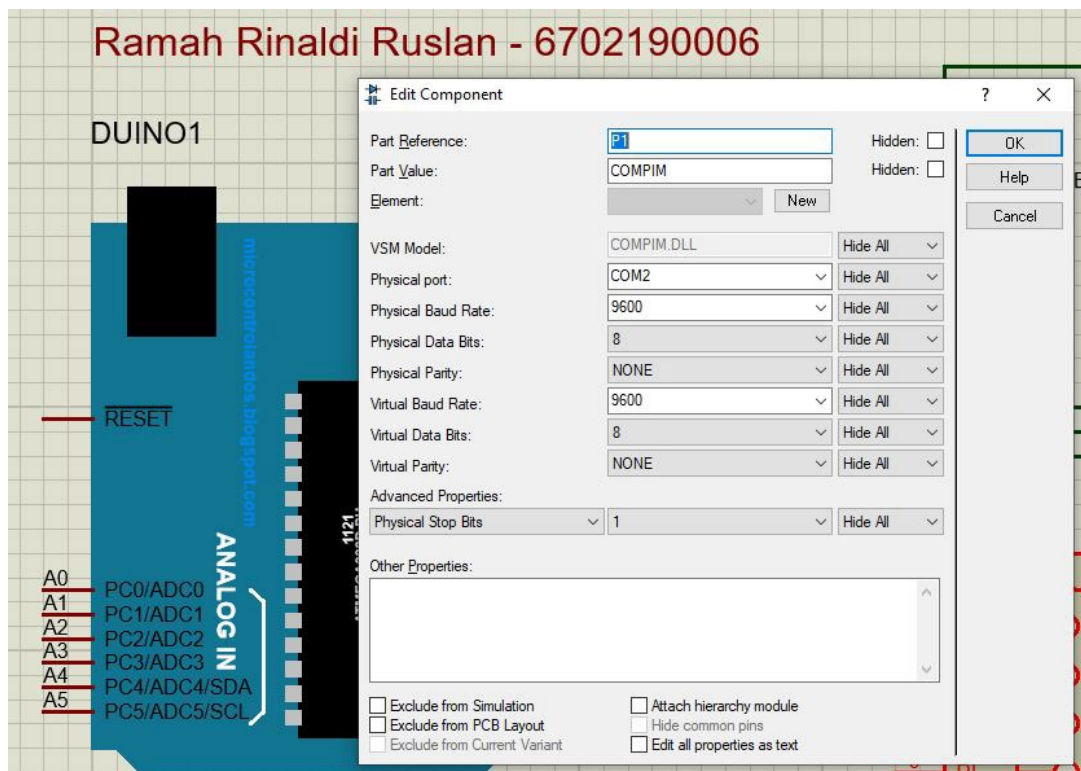 Ramah Rinaldi Ruslan - 6702190006
DUINO1
microcontrolandos.blogspot.com
RESET
1121
ANALOG IN
A0 PC0/ADC0
A1 PC1/ADC1
A2 PC2/ADC2
A3 PC3/ADC3
A4 PC4/ADC4/SDA
A5 PC5/ADC5/SCL
Edit Component ? ×
Part Reference: P1 Hidden: OK
Part Value: COMPIM Hidden: Help
Element: New Cancel
VSM Model: COMPIM.DLL Hide All
Physical port: COM2 Hide All
Physical Baud Rate: 9600 Hide All
Physical Data Bits: 8 Hide All
Physical Parity: NONE Hide All
Virtual Baud Rate: 9600 Hide All
Virtual Data Bits: 8 Hide All
Virtual Parity: NONE Hide All
Advanced Properties:
Physical Stop Bits 1 Hide All
Other Properties:
Exclude from Simulation Attach hierarchy module
Exclude from PCB Layout Hide common pins
Exclude from Current Variant Edit all properties as text